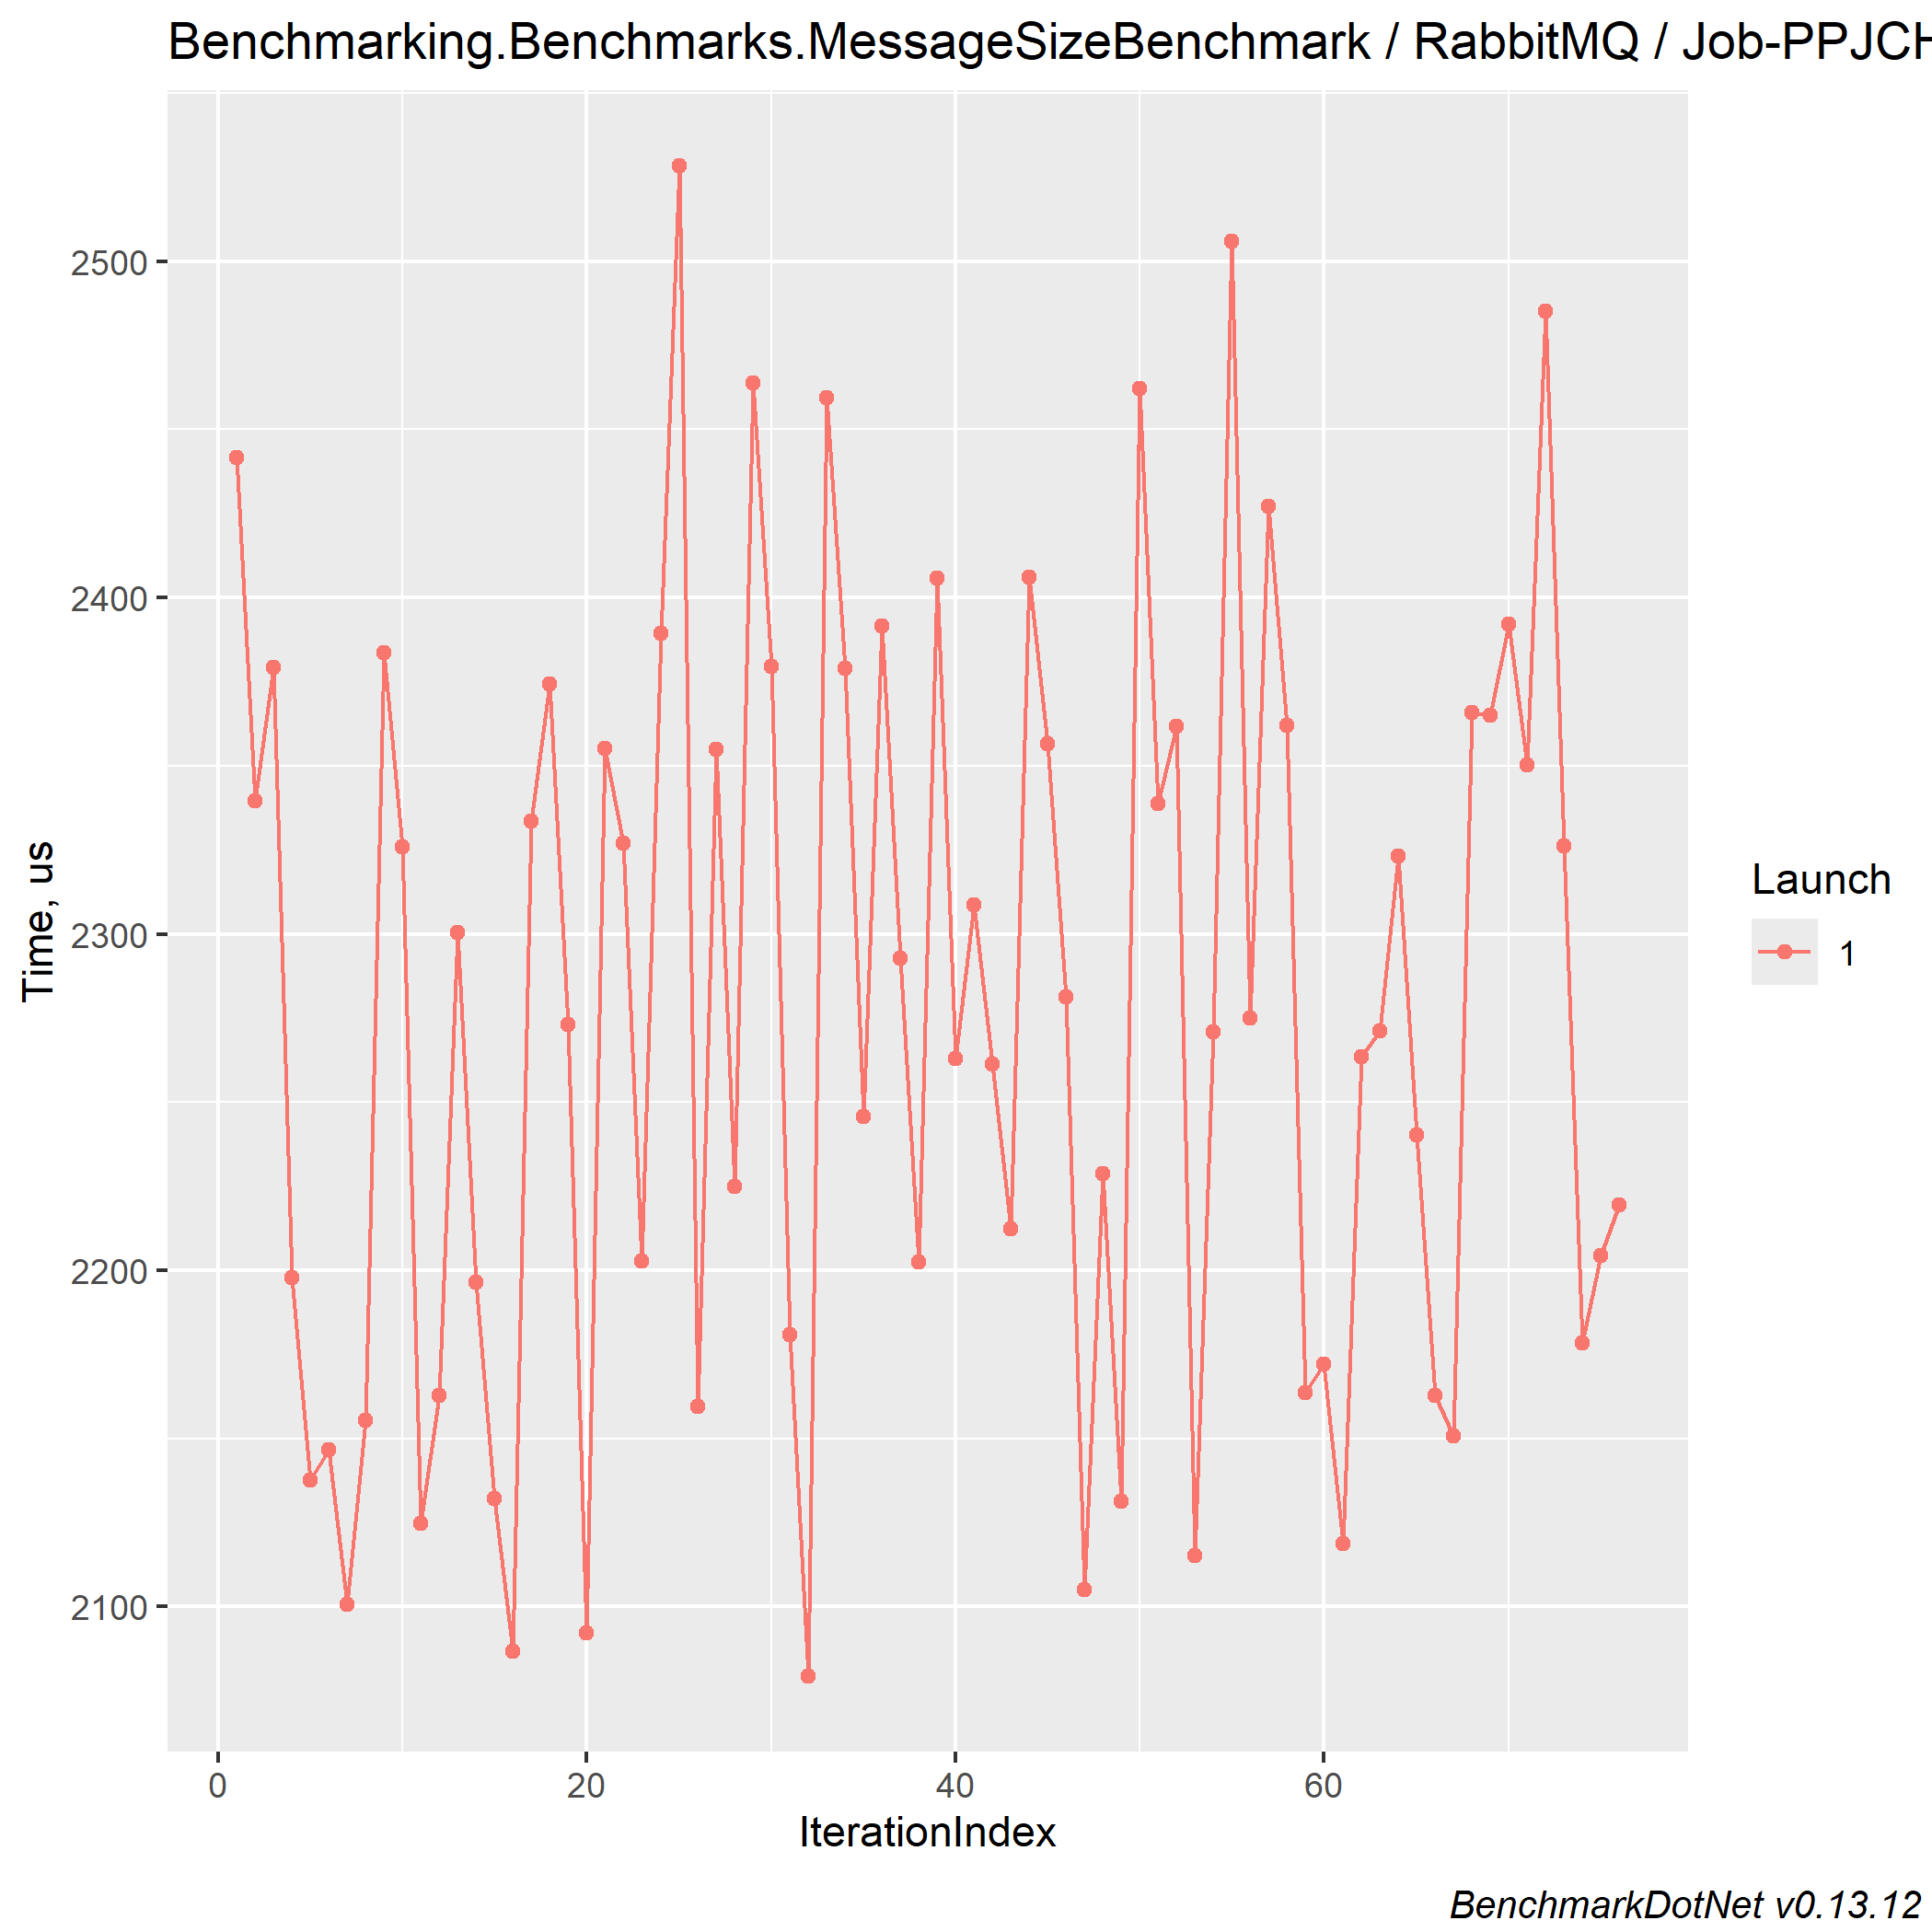 Benchmarking.Benchmarks.MessageSizeBenchmark / RabbitMQ / Job-PPJCH
2500
2400
2300
2200
2100
Time, us
0 20 40 60
IterationIndex
Launch
1
BenchmarkDotNet v0.13.12